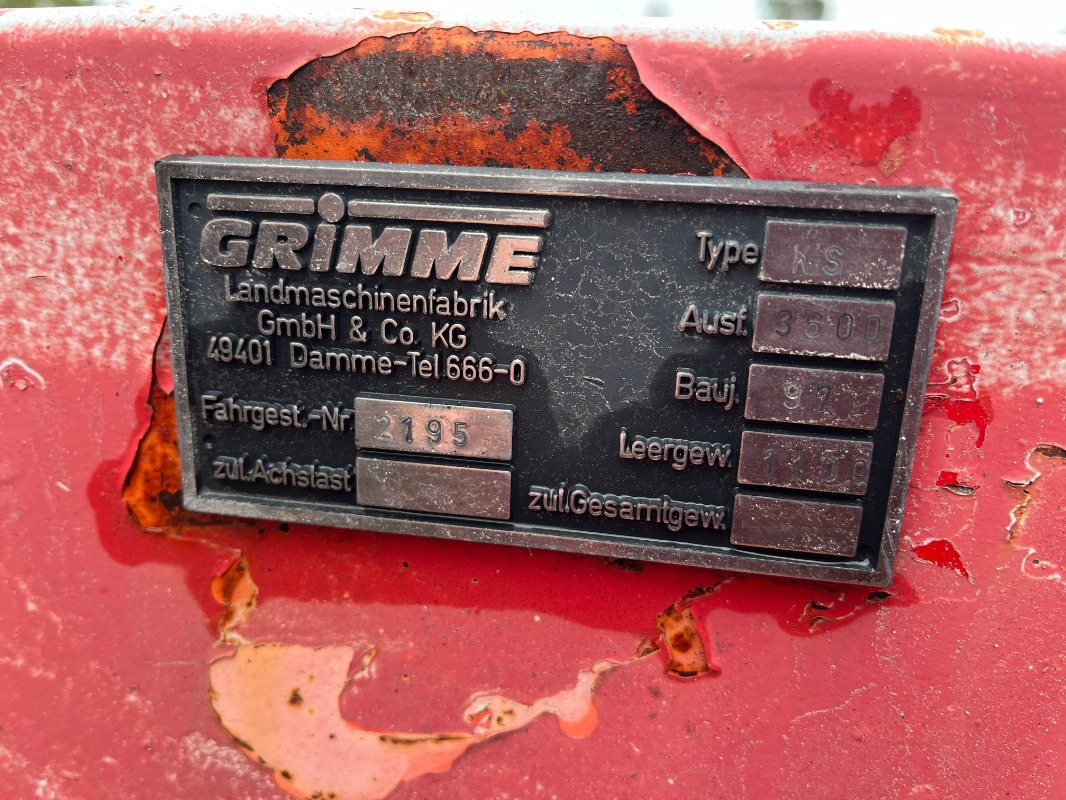 GRIMME
Landmaschinenfabrik
GmbH & Co. KG
49401 Damme-Tel.666-0
Fahrgest.-Nr. 2195
zul.Achslast
Type KS
Ausf. 3600
Bauj. 97
Leergew. 1100
zul.Gesamtgew.